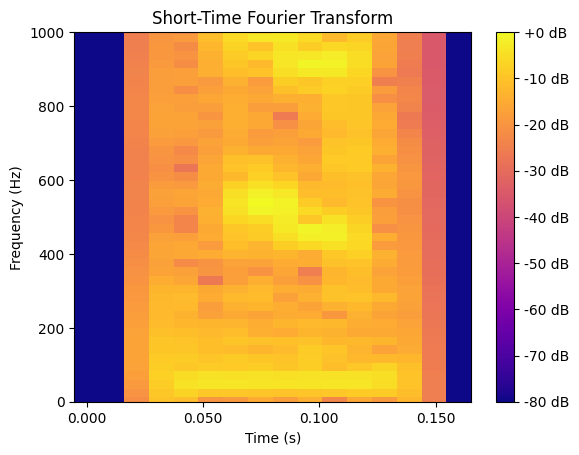 Short-Time Fourier Transform
1000
800
600
400
200
0
Frequency (Hz)
0.000
0.050
0.100
0.150
Time (s)
+0 dB
-10 dB
-20 dB
-30 dB
-40 dB
-50 dB
-60 dB
-70 dB
-80 dB